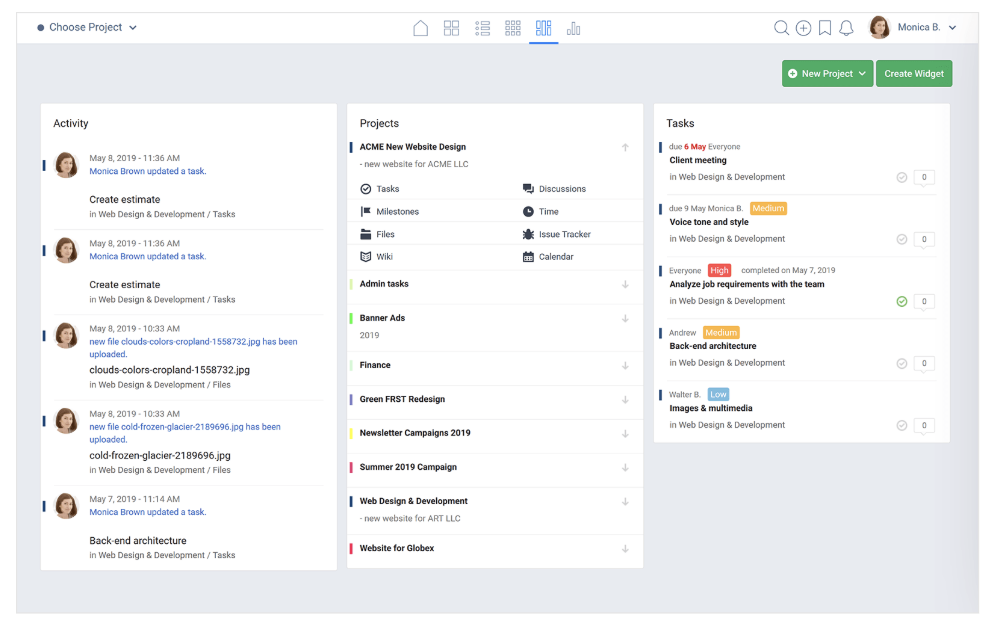 Choose Project
Monica B.
New Project
Create Widget
Activity
May 8, 2019 - 11:36 AM
Monica Brown updated a task.
Create estimate
in Web Design & Development / Tasks
May 8, 2019 - 11:36 AM
Monica Brown updated a task.
Create estimate
in Web Design & Development / Tasks
May 8, 2019 - 10:33 AM
new file clouds-colors-cropland-1558732.jpg has been
uploaded.
clouds-colors-cropland-1558732.jpg
in Web Design & Development / Files
May 8, 2019 - 10:33 AM
new file cold-frozen-glacier-2189696.jpg has been
uploaded.
cold-frozen-glacier-2189696.jpg
in Web Design & Development / Files
May 7, 2019 - 11:14 AM
Monica Brown updated a task.
Back-end architecture
in Web Design & Development / Tasks
Projects
ACME New Website Design
- new website for ACME LLC
Tasks
Discussions
Milestones
Time
Files
Issue Tracker
Wiki
Calendar
Admin tasks
Banner Ads
2019
Finance
Green FRST Redesign
Newsletter Campaigns 2019
Summer 2019 Campaign
Web Design & Development
- new website for ART LLC
Website for Globex
Tasks
due 6 May Everyone
Client meeting
in Web Design & Development
0
due 9 May Monica B. Medium
Voice tone and style
in Web Design & Development
0
Everyone High completed on May 7, 2019
Analyze job requirements with the team
in Web Design & Development
0
Andrew Medium
Back-end architecture
in Web Design & Development
0
Walter B. Low
Images & multimedia
in Web Design & Development
0